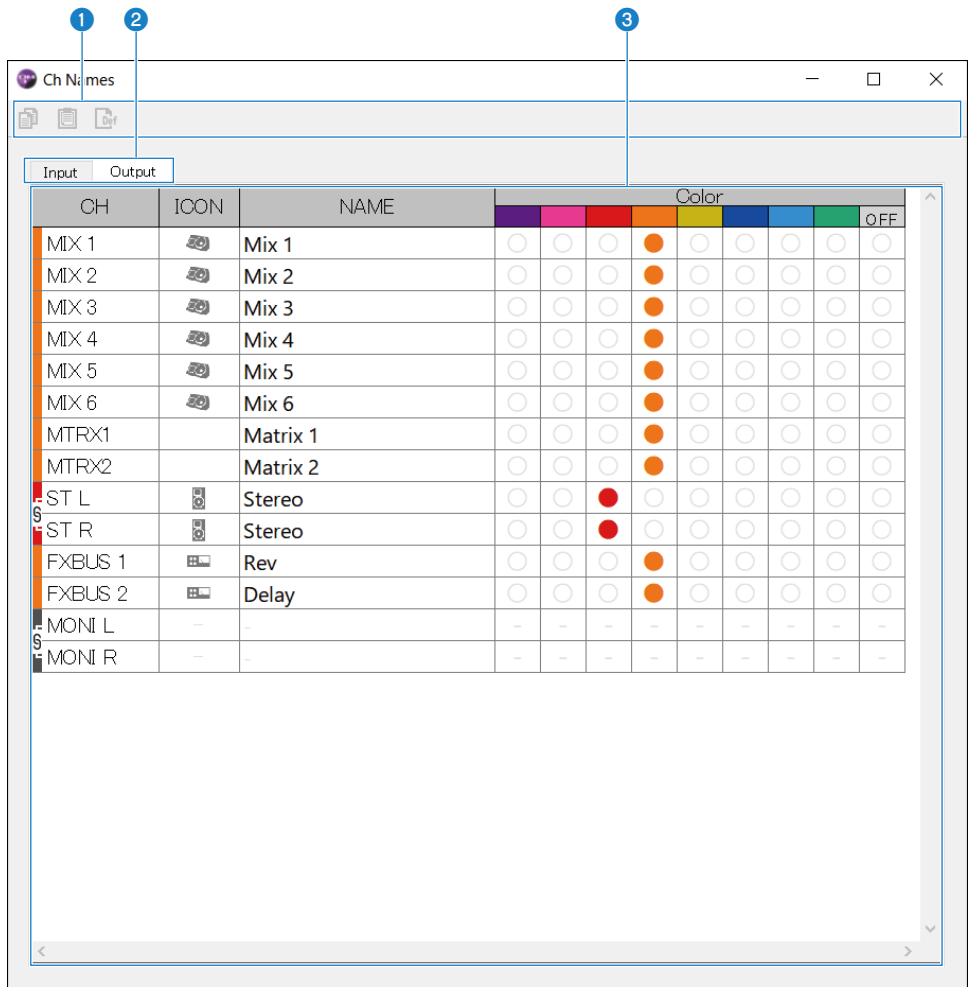 1 2 3
Ch Names
Def
Input Output
CH ICON NAME Color
OFF
MIX 1 Mix 1
MIX 2 Mix 2
MIX 3 Mix 3
MIX 4 Mix 4
MIX 5 Mix 5
MIX 6 Mix 6
MTRX1 Matrix 1
MTRX2 Matrix 2
ST L Stereo
ST R Stereo
FXBUS 1 Rev
FXBUS 2 Delay
MONI L - - - - - - - - - - -
MONI R - - - - - - - - - - -